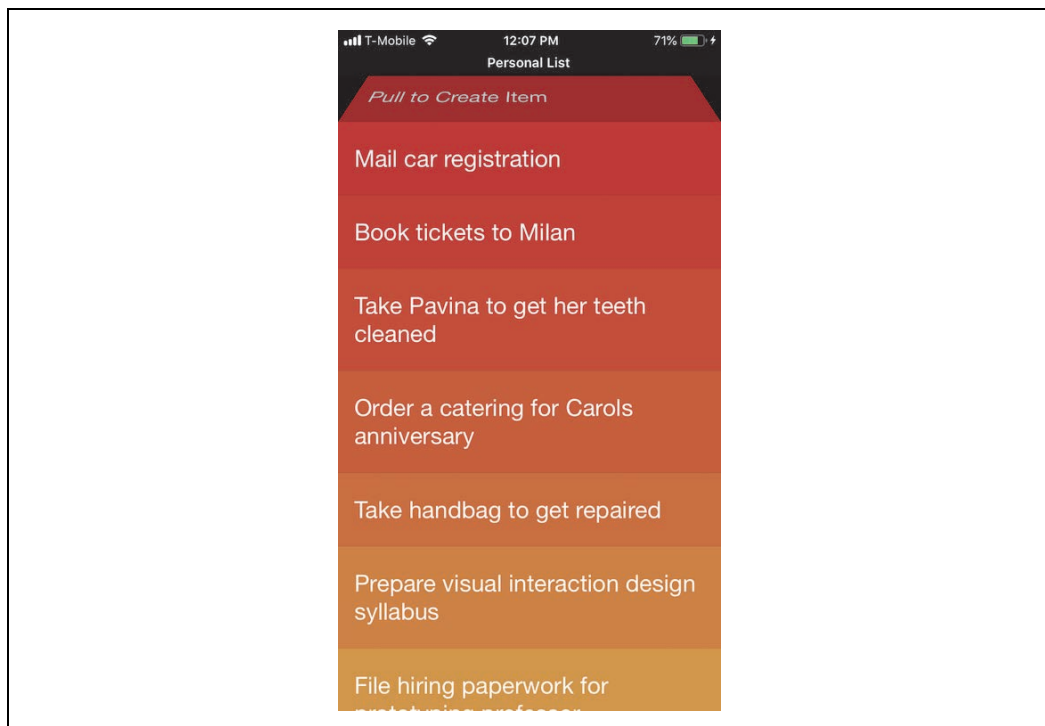 T-Mobile 12:07 PM 71%
Personal List
Pull to Create Item
Mail car registration
Book tickets to Milan
Take Pavina to get her teeth
cleaned
Order a catering for Carols
anniversary
Take handbag to get repaired
Prepare visual interaction design
syllabus
File hiring paperwork for
prototyping professor